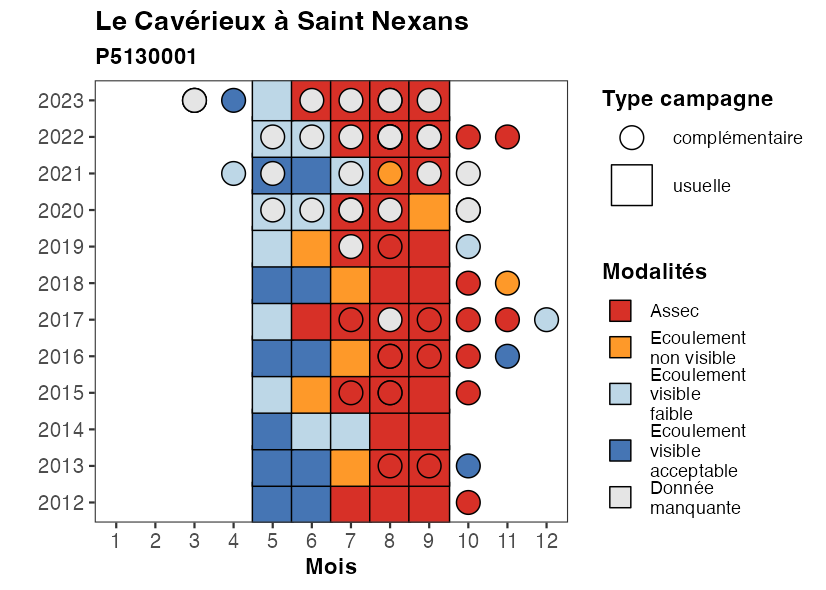 Le Cavérieux à Saint Nexans
P5130001
2023
2022
2021
2020
2019
2018
2017
2016
2015
2014
2013
2012
1 2 3 4 5 6 7 8 9 10 11 12
Mois
Type campagne
complémentaire
usuelle
Modalités
Assec
Ecoulement
non visible
Ecoulement
visible
faible
Ecoulement
visible
acceptable
Donnée
manquante